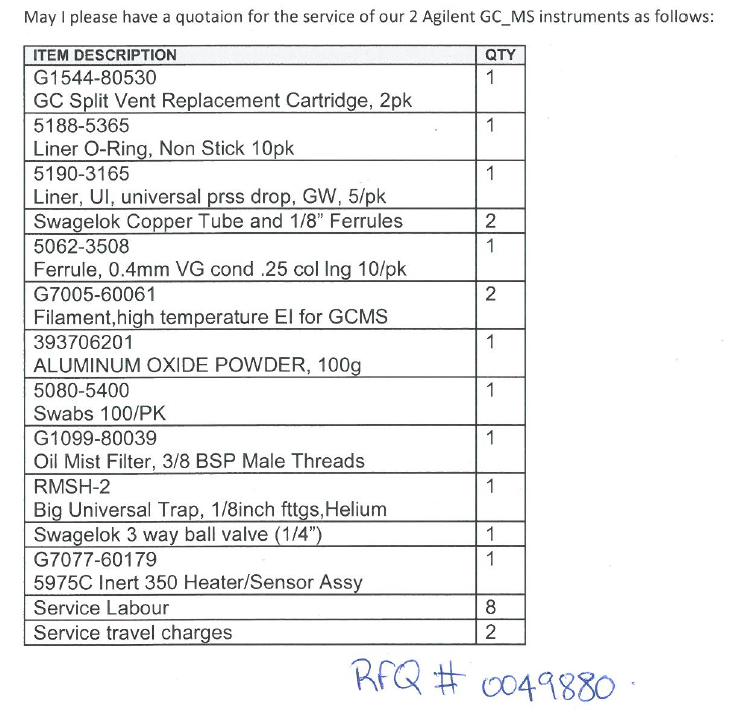 May I please have a quotaion for the service of our 2 Agilent GC_MS instruments as follows:
ITEM DESCRIPTION QTY
G1544-80530 1
GC Split Vent Replacement Cartridge, 2pk
5188-5365 1
Liner O-Ring, Non Stick 10pk
5190-3165 1
Liner, UI, universal prss drop, GW, 5/pk
Swagelok Copper Tube and 1/8” Ferrules 2
5062-3508 1
Ferrule, 0.4mm VG cond .25 col lng 10/pk
G7005-60061 2
Filament,high temperature EI for GCMS
393706201 1
ALUMINUM OXIDE POWDER, 100g
5080-5400 1
Swabs 100/PK
G1099-80039 1
Oil Mist Filter, 3/8 BSP Male Threads
RMSH-2 1
Big Universal Trap, 1/8inch fttgs,Helium
Swagelok 3 way ball valve (1/4”) 1
G7077-60179 1
5975C Inert 350 Heater/Sensor Assy
Service Labour 8
Service travel charges 2
RFQ # 0049880